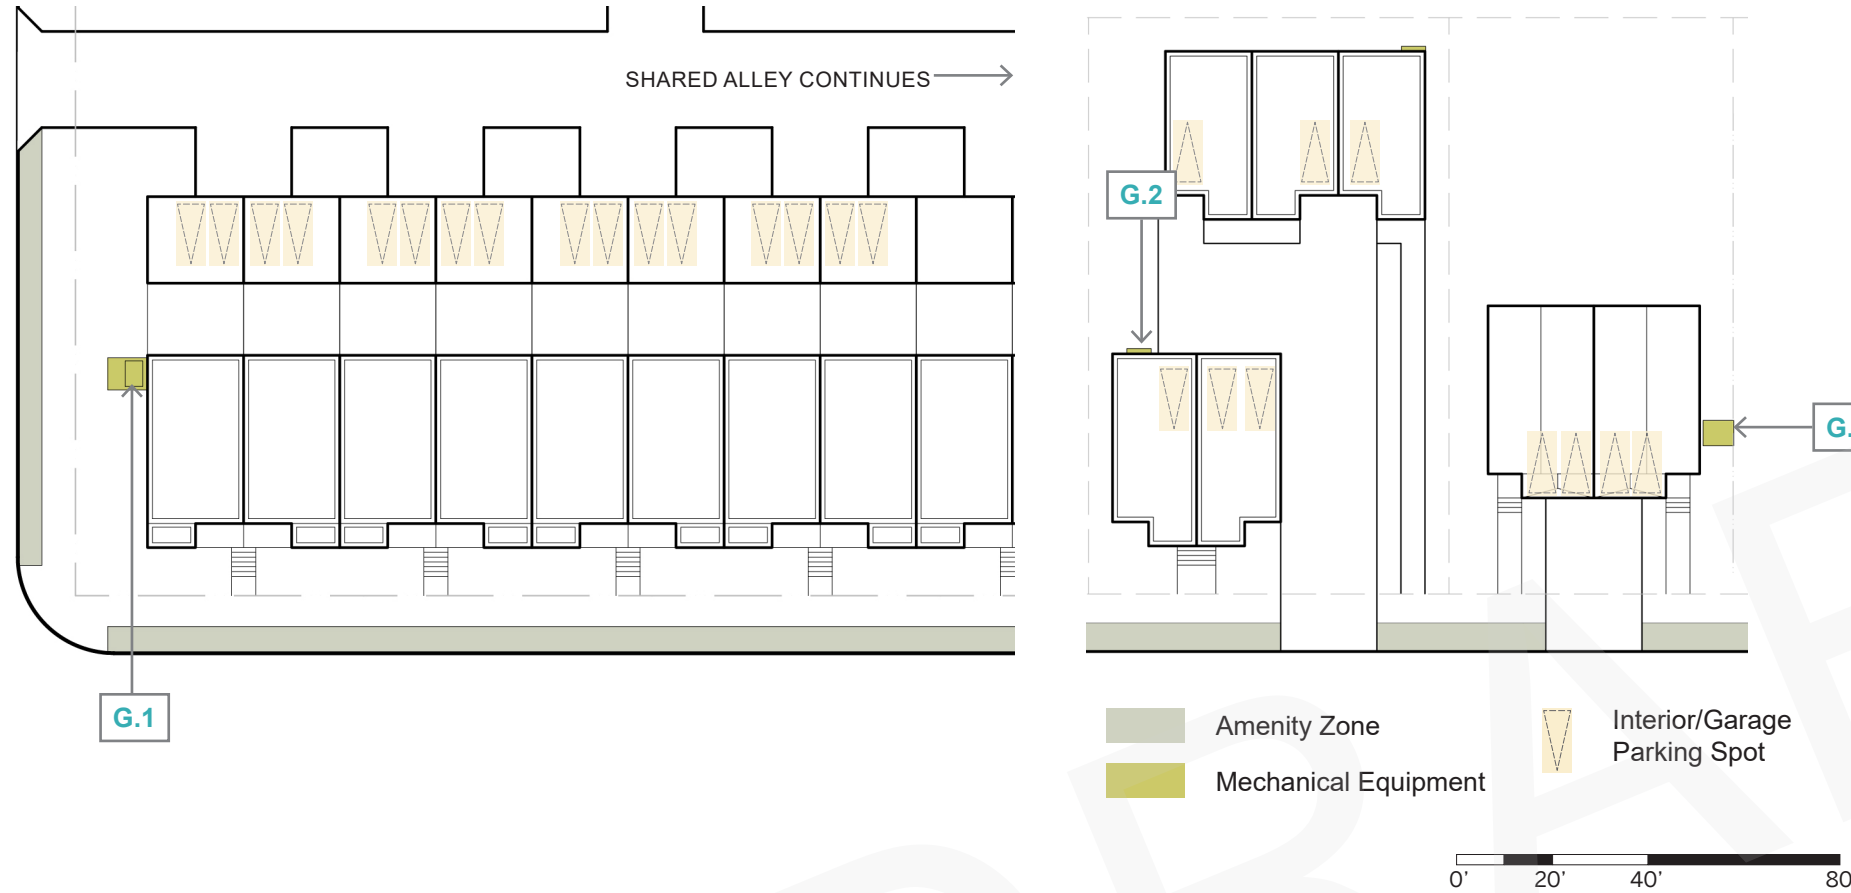 SHARED ALLEY CONTINUES
G.2
G.
G.1
Amenity Zone
Mechanical Equipment
Interior/Garage
Parking Spot
0' 20' 40' 80